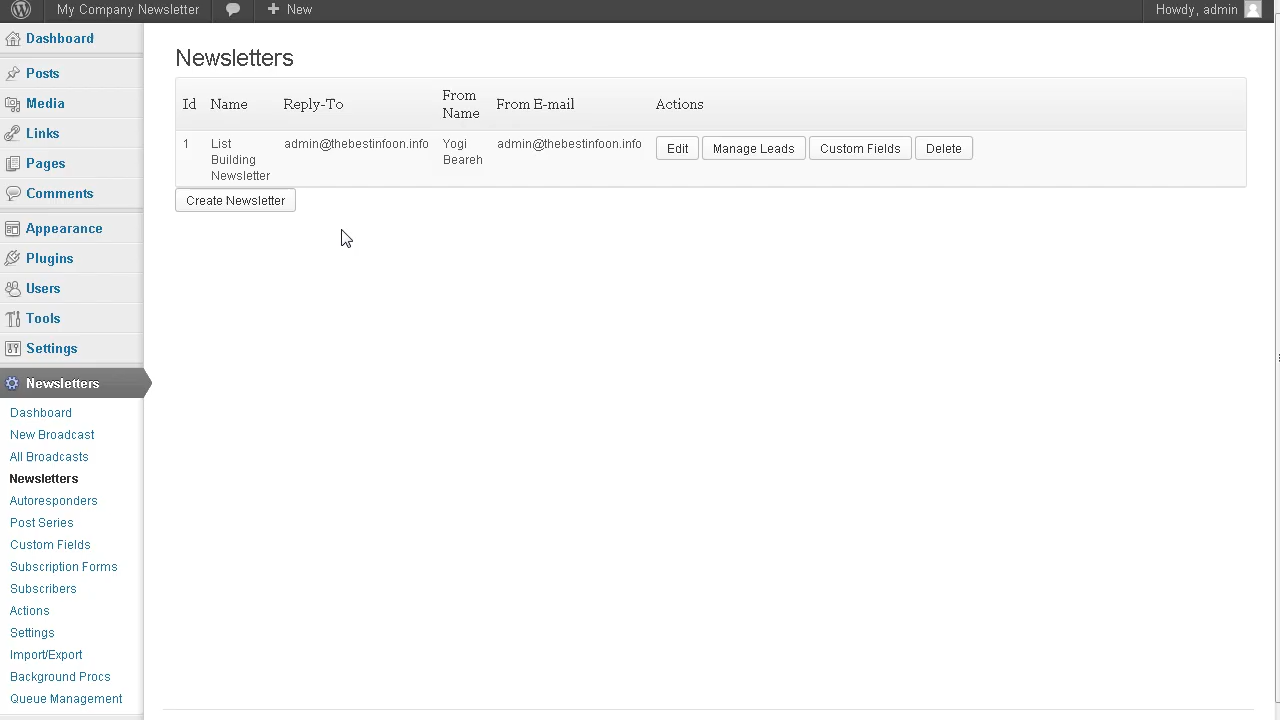 My Company Newsletter New Howdy, admin
Dashboard
Posts
Media
Links
Pages
Comments
Appearance
Plugins
Users
Tools
Settings
Newsletters
Dashboard
New Broadcast
All Broadcasts
Newsletters
Autoresponders
Post Series
Custom Fields
Subscription Forms
Subscribers
Actions
Settings
Import/Export
Background Procs
Queue Management
Newsletters
Id Name Reply-To From Name From E-mail Actions
1 List Building Newsletter admin@thebestinfoon.info Yogi Beareh admin@thebestinfoon.info Edit Manage Leads Custom Fields Delete
Create Newsletter